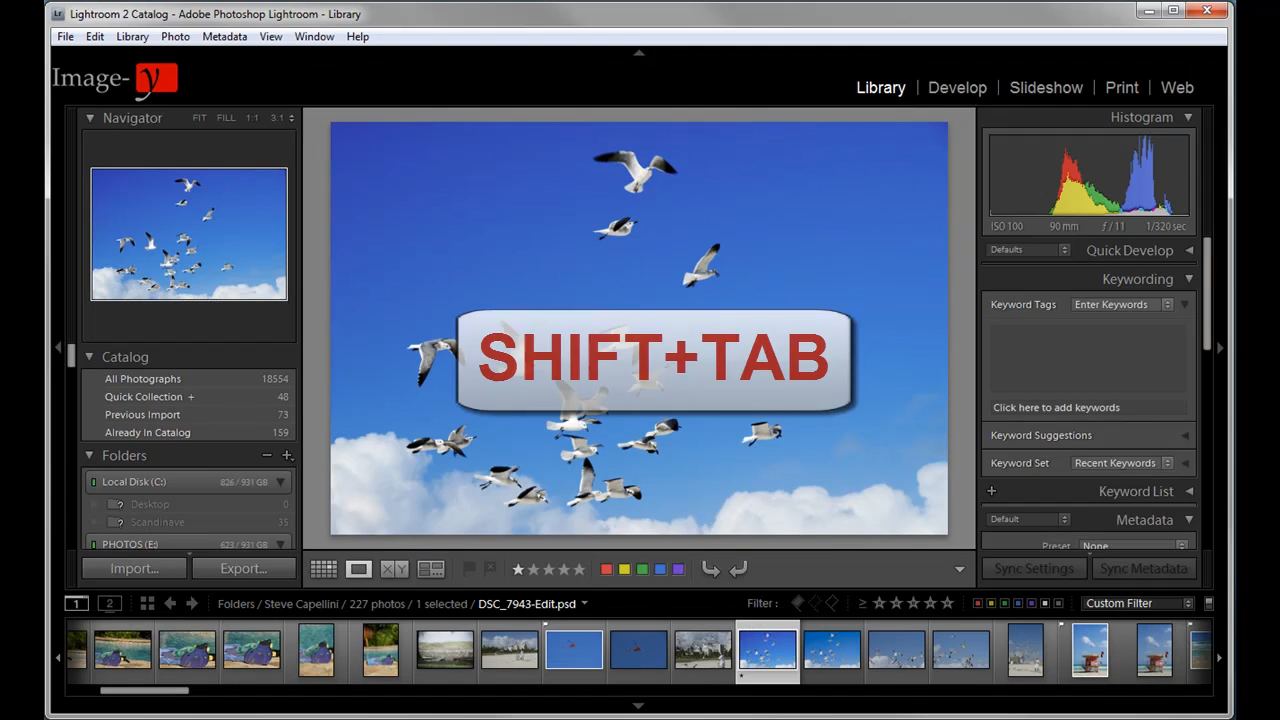 Lr Lightroom 2 Catalog - Adobe Photoshop Lightroom - Library
File Edit Library Photo Metadata View Window Help
Image-y
Library | Develop | Slideshow | Print | Web
Navigator FIT FILL 1:1 3:1
Histogram
ISO 100 90 mm ƒ / 11 1/320 sec
Defaults Quick Develop
Keywording
Keyword Tags Enter Keywords
Click here to add keywords
Keyword Suggestions
Keyword Set Recent Keywords
+ Keyword List
Default Metadata
Preset None
Sync Settings Sync Metadata
SHIFT+TAB
Catalog
All Photographs 18554
Quick Collection + 48
Previous Import 73
Already In Catalog 159
Folders − +
Local Disk (C:) 826 / 931 GB
? Desktop 0
? Scandinave 35
PHOTOS (E:) 623 / 931 GB
Import... Export...
XY
1 2 Folders / Steve Capellini / 227 photos / 1 selected / DSC_7943-Edit.psd Filter : ≥ Custom Filter